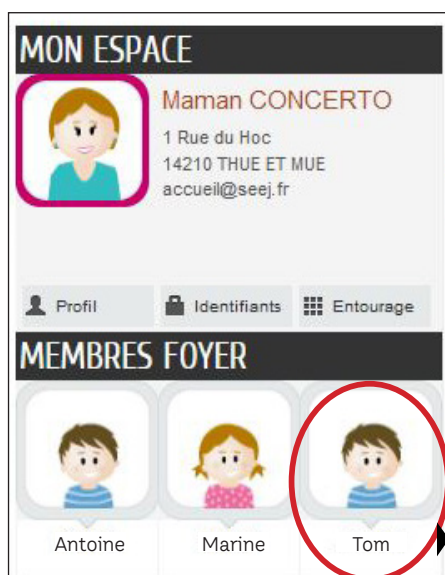 MON ESPACE
Maman CONCERTO
1 Rue du Hoc
14210 THUE ET MUE
accueil@seej.fr
Profil Identifiants Entourage
MEMBRES FOYER
Antoine Marine Tom